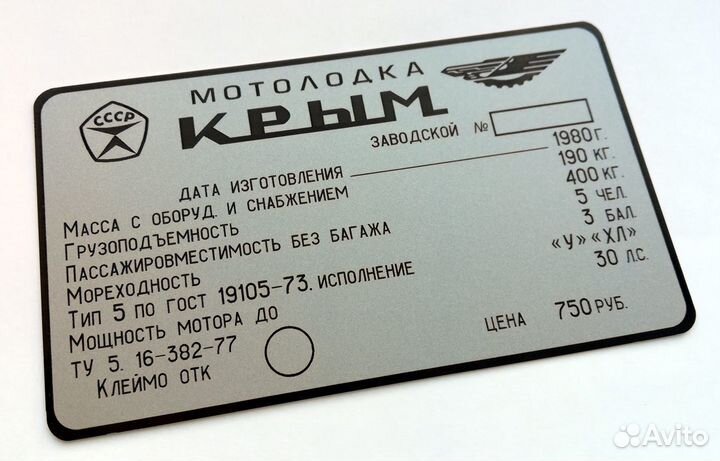 МОТОЛОДКА
СССР КРЫМ
ЗАВОДСКОЙ №
ДАТА ИЗГОТОВЛЕНИЯ 1980 Г.
МАССА С ОБОРУД. И СНАБЖЕНИЕМ 190 КГ.
ГРУЗОПОДЪЕМНОСТЬ 400 КГ.
ПАССАЖИРОВМЕСТИМОСТЬ БЕЗ БАГАЖА 5 ЧЕЛ.
МОРЕХОДНОСТЬ 3 БАЛ.
ТИП 5 ПО ГОСТ 19105-73. ИСПОЛНЕНИЕ «У» «ХЛ»
МОЩНОСТЬ МОТОРА ДО 30 Л.С.
ТУ 5. 16-382-77
КЛЕЙМО ОТК ЦЕНА 750 РУБ.
Avito